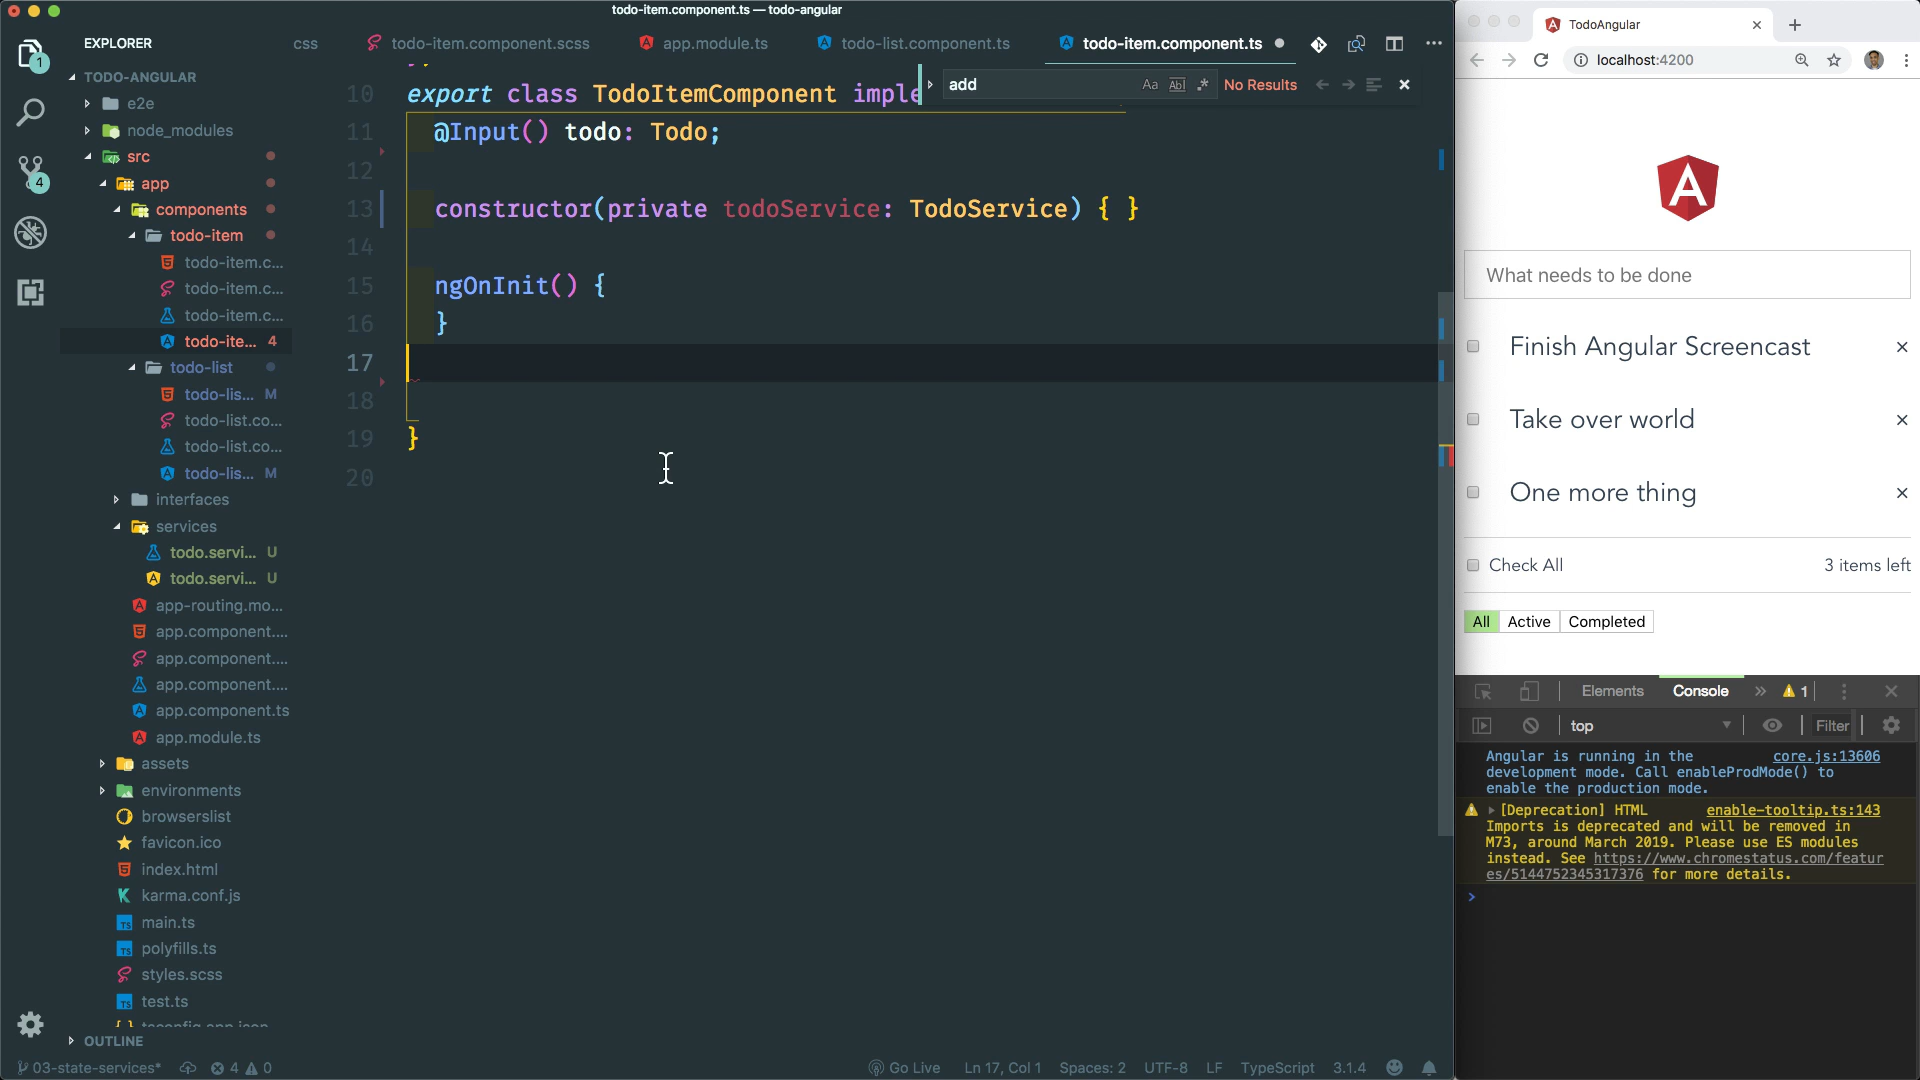 todo-item.component.ts — todo-angular
EXPLORER
css
todo-item.component.scss
app.module.ts
todo-list.component.ts
todo-item.component.ts
1
TODO-ANGULAR
e2e
node_modules
src
app
components
todo-item
todo-item.c...
todo-item.c...
todo-item.c...
todo-ite... 4
todo-list
todo-lis... M
todo-list.co...
todo-list.co...
todo-lis... M
interfaces
services
todo.servi... U
todo.servi... U
app-routing.mo...
app.component....
app.component....
app.component....
app.component.ts
app.module.ts
assets
environments
browserslist
favicon.ico
index.html
karma.conf.js
main.ts
polyfills.ts
styles.scss
test.ts
OUTLINE
4
add
Aa
Abl
.*
No Results
10 export class TodoItemComponent imple
11 @Input() todo: Todo;
12
13 constructor(private todoService: TodoService) { }
14
15 ngOnInit() {
16 }
17
18
19 }
20
03-state-services*
4
0
Go Live
Ln 17, Col 1
Spaces: 2
UTF-8
LF
TypeScript
3.1.4
TodoAngular
localhost:4200
What needs to be done
Finish Angular Screencast ×
Take over world ×
One more thing ×
Check All
3 items left
All
Active
Completed
Elements
Console
1
top
Filter
Angular is running in the core.js:13606
development mode. Call enableProdMode() to
enable the production mode.
[Deprecation] HTML enable-tooltip.ts:143
Imports is deprecated and will be removed in
M73, around March 2019. Please use ES modules
instead. See https://www.chromestatus.com/featur
es/5144752345317376 for more details.